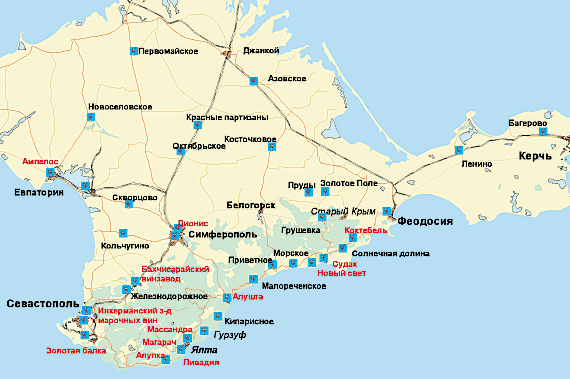 Первомайское
Джанкой
Азовское
Новоселовское
Красные партизаны
Багерово
Косточковое
Октябрьское
Керчь
Ампелос
Ленино
Евпатория
Пруды
Золотое Поле
Скворцово
Белогорск
Старый Крым
Феодосия
Дионис
Симферополь
Грушевка
Коктебель
Кольчугино
Солнечная долина
Морское
Приветное
Судак
Бахчисарайский
винзавод
Новый свет
Малореченское
Железнодорожное
Алушта
Севастополь
Инкерманский з-д
марочных вин
Кипарисное
Массандра
Гурзуф
Магарач
Золотая балка
Ялта
Алупка
Ливадия